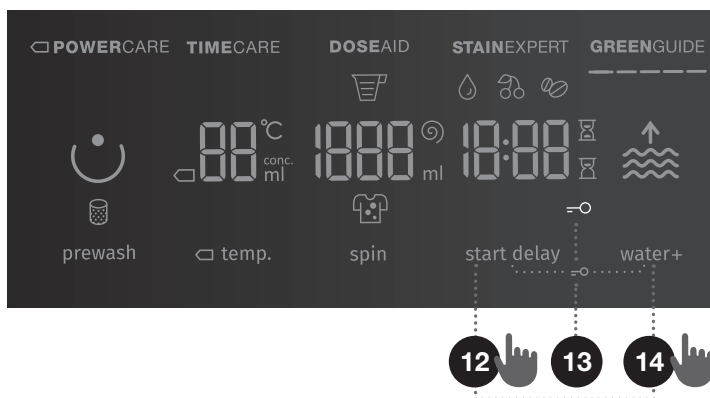 POWERCARE TIMECARE DOSEAID STAINEXPERT GREENGUIDE
88 °C 1888 18:88
conc.
ml ml
prewash temp. spin start delay water+
12 13 14